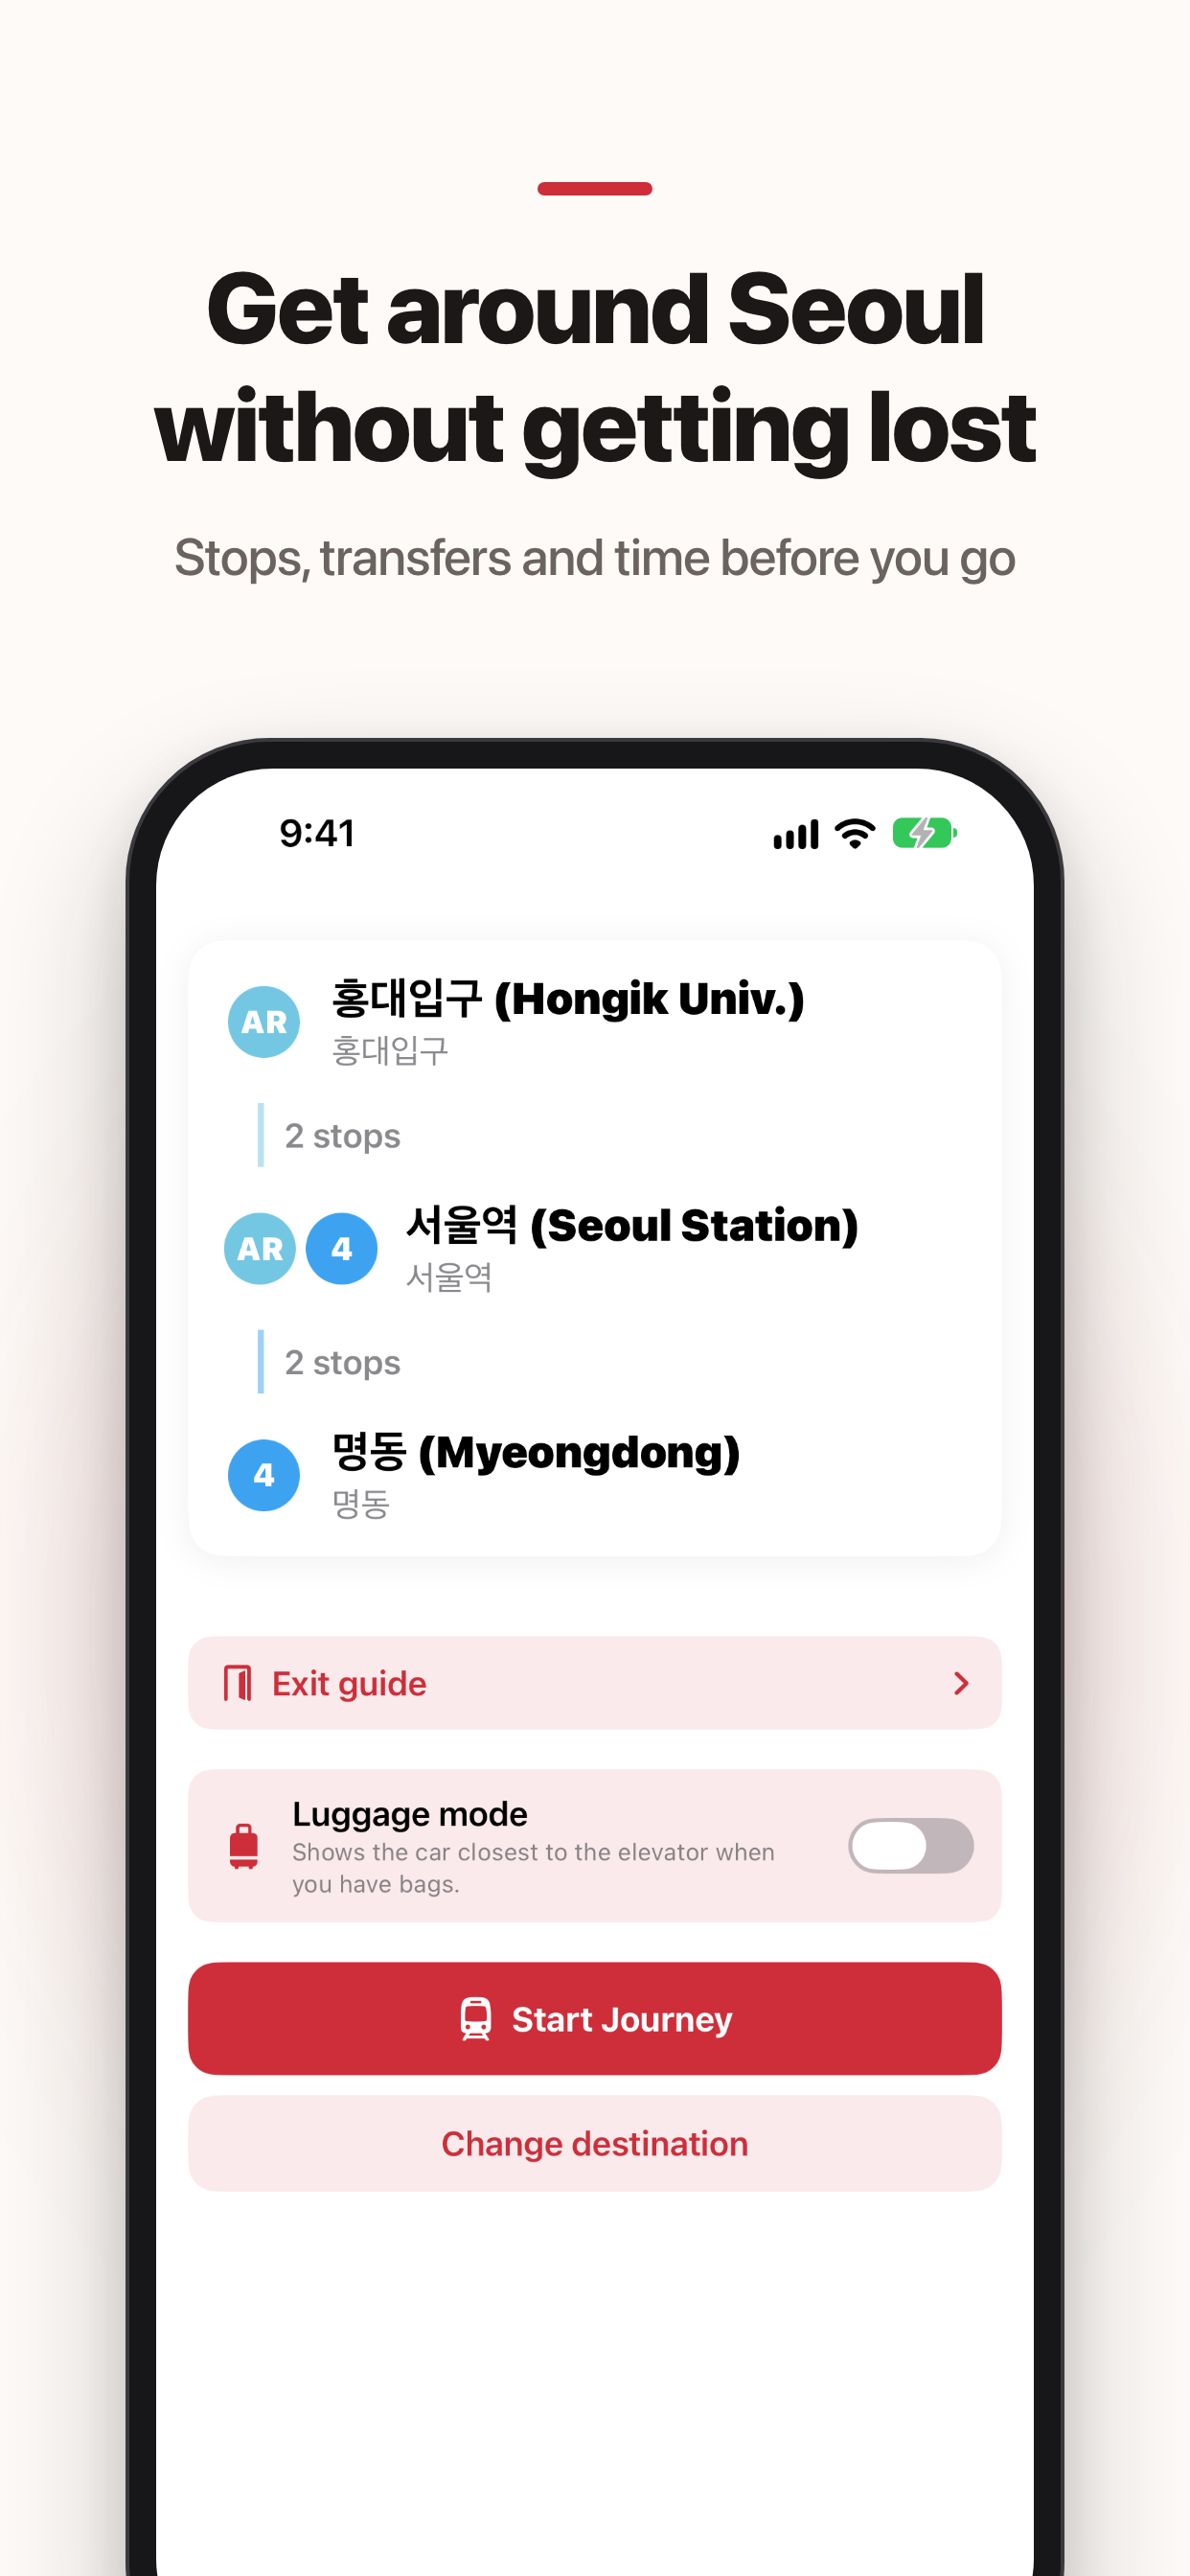 Get around Seoul
without getting lost
Stops, transfers and time before you go
9:41
AR
홍대입구 (Hongik Univ.)
홍대입구
2 stops
AR 4
서울역 (Seoul Station)
서울역
2 stops
4
명동 (Myeongdong)
명동
Exit guide
Luggage mode
Shows the car closest to the elevator when
you have bags.
Start Journey
Change destination